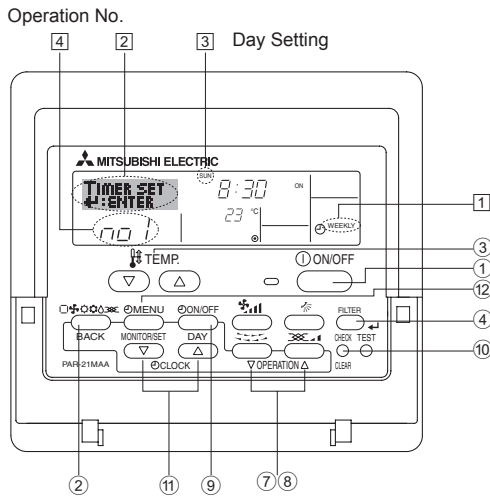 Operation No.
4 2 3 Day Setting
MITSUBISHI ELECTRIC
SUN
TIMER SET
↵:ENTER
8:30
ON
23 °C
WEEKLY
no 1
1
TEMP.
ON/OFF
3
1
12
MENU
ON/OFF
FILTER
4
BACK
MONITOR/SET
DAY
CHECK TEST
10
PAR-21MAA
CLOCK
▽ OPERATION △
CLEAR
2 11 9 7 8